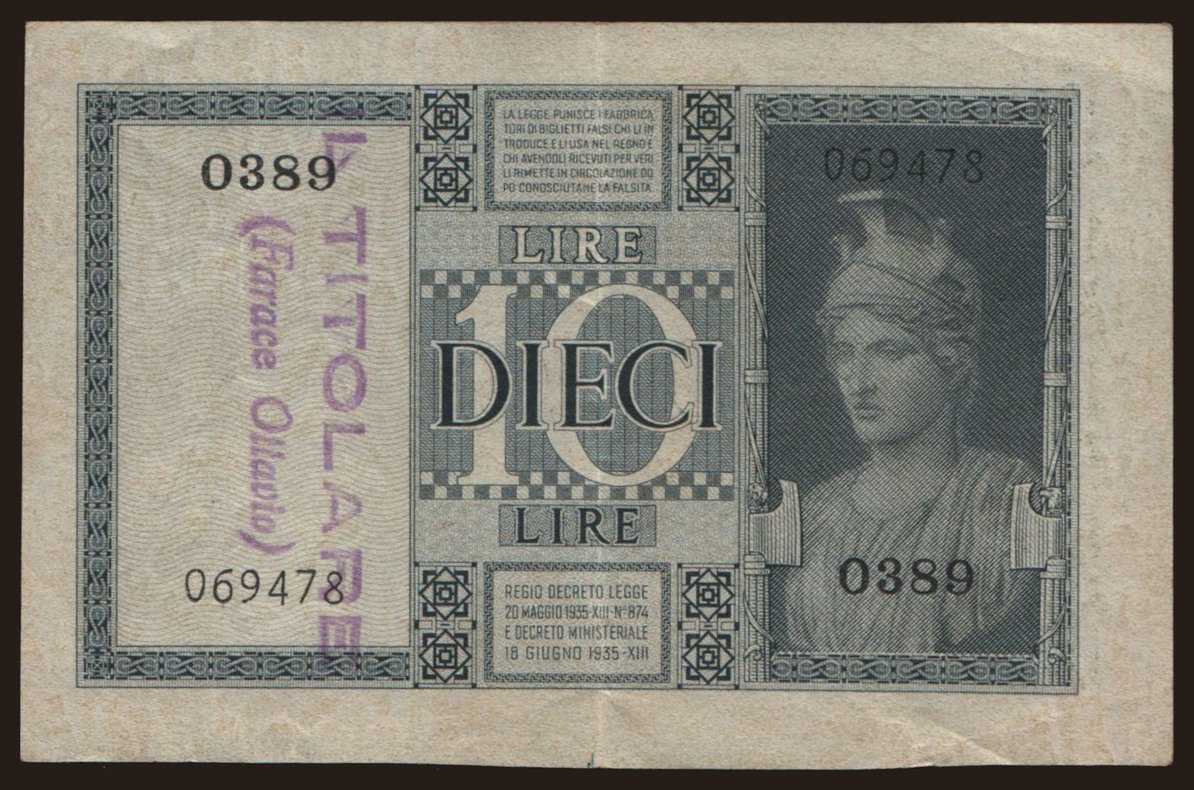 0389
IL TITOLARE
(Farace Ollavio)
069478
LA LEGGE PUNISCE I FABBRICA
TORI DI BIGLIETTI FALSI CHI LI IN
TRODUCE E LI USA NEL REGNO E
CHI AVENDOLI RICEVUTI PER VERI
LI RIMETTE IN CIRCOLAZIONE DO
PO CONOSCIUTANE LA FALSITÀ
LIRE
10
DIECI
LIRE
REGIO DECRETO LEGGE
20 MAGGIO 1935-XIII-N° 874
E DECRETO MINISTERIALE
18 GIUGNO 1935-XIII
069478
0389